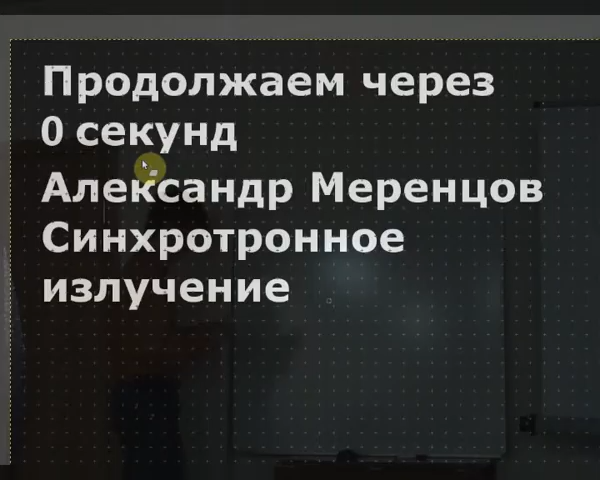 Продолжаем через
0 секунд
Александр Меренцов
Синхротронное
излучение